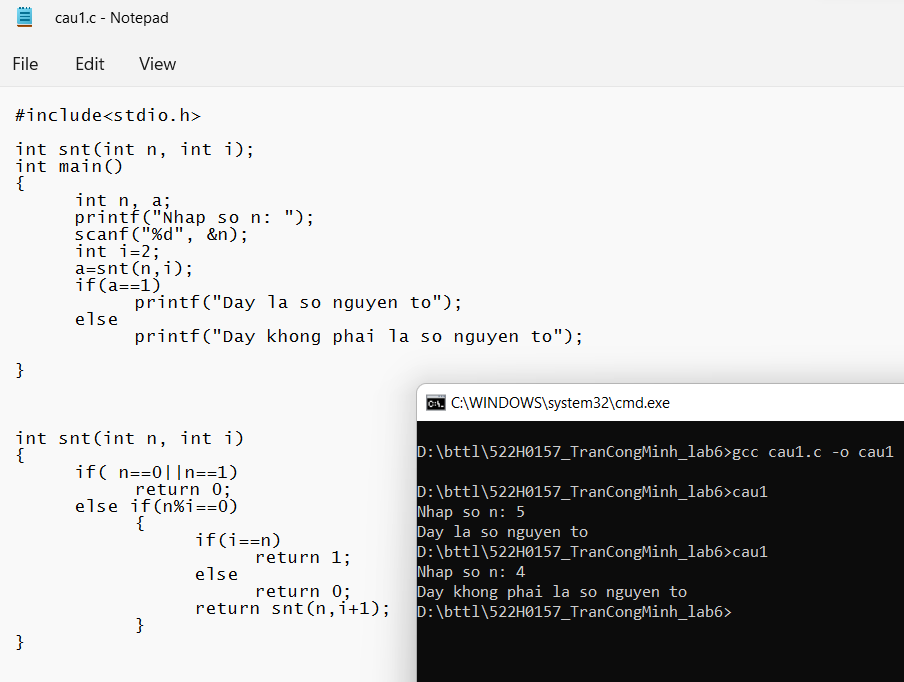 cau1.c - Notepad
File Edit View
#include<stdio.h>
int snt(int n, int i);
int main()
{
int n, a;
printf("Nhap so n: ");
scanf("%d", &n);
int i=2;
a=snt(n,i);
if(a==1)
printf("Day la so nguyen to");
else
printf("Day khong phai la so nguyen to");
}
int snt(int n, int i)
{
if( n==0||n==1)
return 0;
else if(n%i==0)
{
if(i==n)
return 1;
else
return 0;
return snt(n,i+1);
}
}
C:\WINDOWS\system32\cmd.exe
D:\bttl\522H0157_TranCongMinh_lab6>gcc cau1.c -o cau1
D:\bttl\522H0157_TranCongMinh_lab6>cau1
Nhap so n: 5
Day la so nguyen to
D:\bttl\522H0157_TranCongMinh_lab6>cau1
Nhap so n: 4
Day khong phai la so nguyen to
D:\bttl\522H0157_TranCongMinh_lab6>